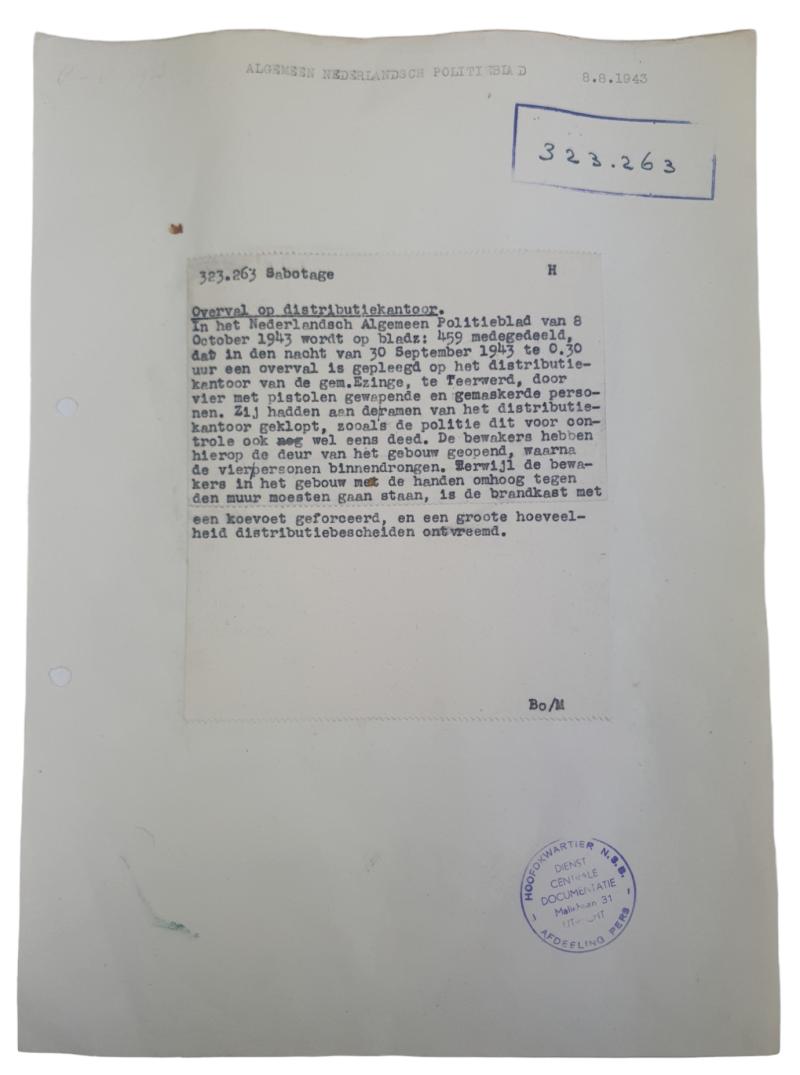 ALGEMEEN NEDERLANDSCH POLITIEBLAD 8.8.1943
323.263
323.263 Sabotage H
Overval op distributiekantoor.
In het Nederlandsch Algemeen Politieblad van 8
October 1943 wordt op bladz: 459 medegedeeld,
dat in den nacht van 30 September 1943 te 0.30
uur een overval is gepleegd op het distributie-
kantoor van de gem.Ezinge, te Feerwerd, door
vier met pistolen gewapende en gemaskerde perso-
nen. Zij hadden aan deramen van het distributie-
kantoor geklopt, zooals de politie dit voor con-
trole ook nog wel eens deed. De bewakers hebben
hierop de deur van het gebouw geopend, waarna
de vierpersonen binnendrongen. Terwijl de bewa-
kers in het gebouw met de handen omhoog tegen
den muur moesten gaan staan, is de brandkast met
een koevoet geforceerd, en een groote hoeveel-
heid distributiebescheiden ontvreemd.
Bo/M
HOOFDKWARTIER N.S.B.
DIENST
CENTRALE
DOCUMENTATIE
Maliebaan 31
UTRECHT
AFDEELING PERS